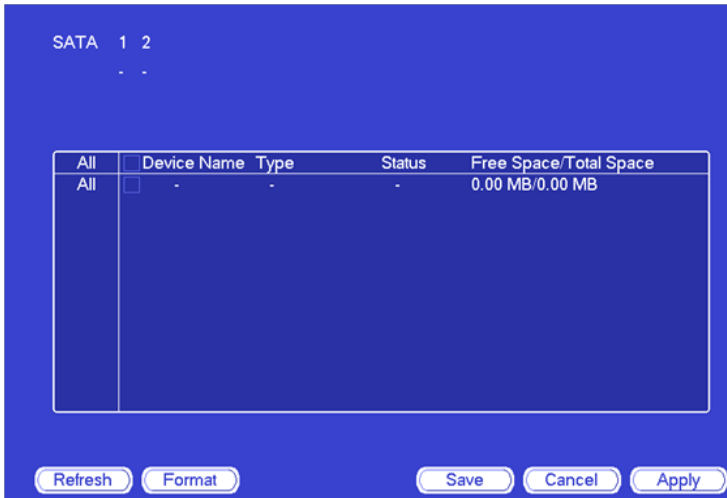 SATA 1 2
- -
All Device Name Type Status Free Space/Total Space
All - - - 0.00 MB/0.00 MB
Refresh Format Save Cancel Apply